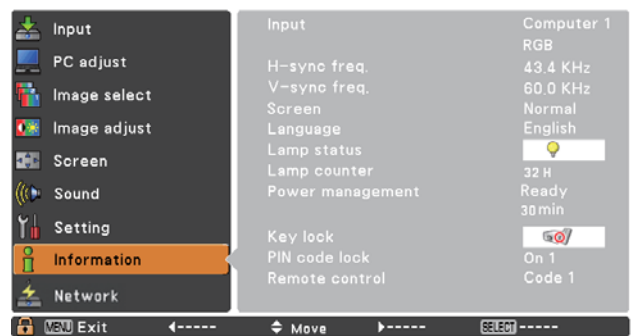 Input
PC adjust
Image select
Image adjust
Screen
Sound
Setting
Information
Network
Input Computer 1
RGB
H-sync freq. 43.4 KHz
V-sync freq. 60.0 KHz
Screen Normal
Language English
Lamp status
Lamp counter 32 H
Power management Ready
30 min
Key lock
PIN code lock On 1
Remote control Code 1
MENU Exit ◀----- ◆ Move ▶----- SELECT -----